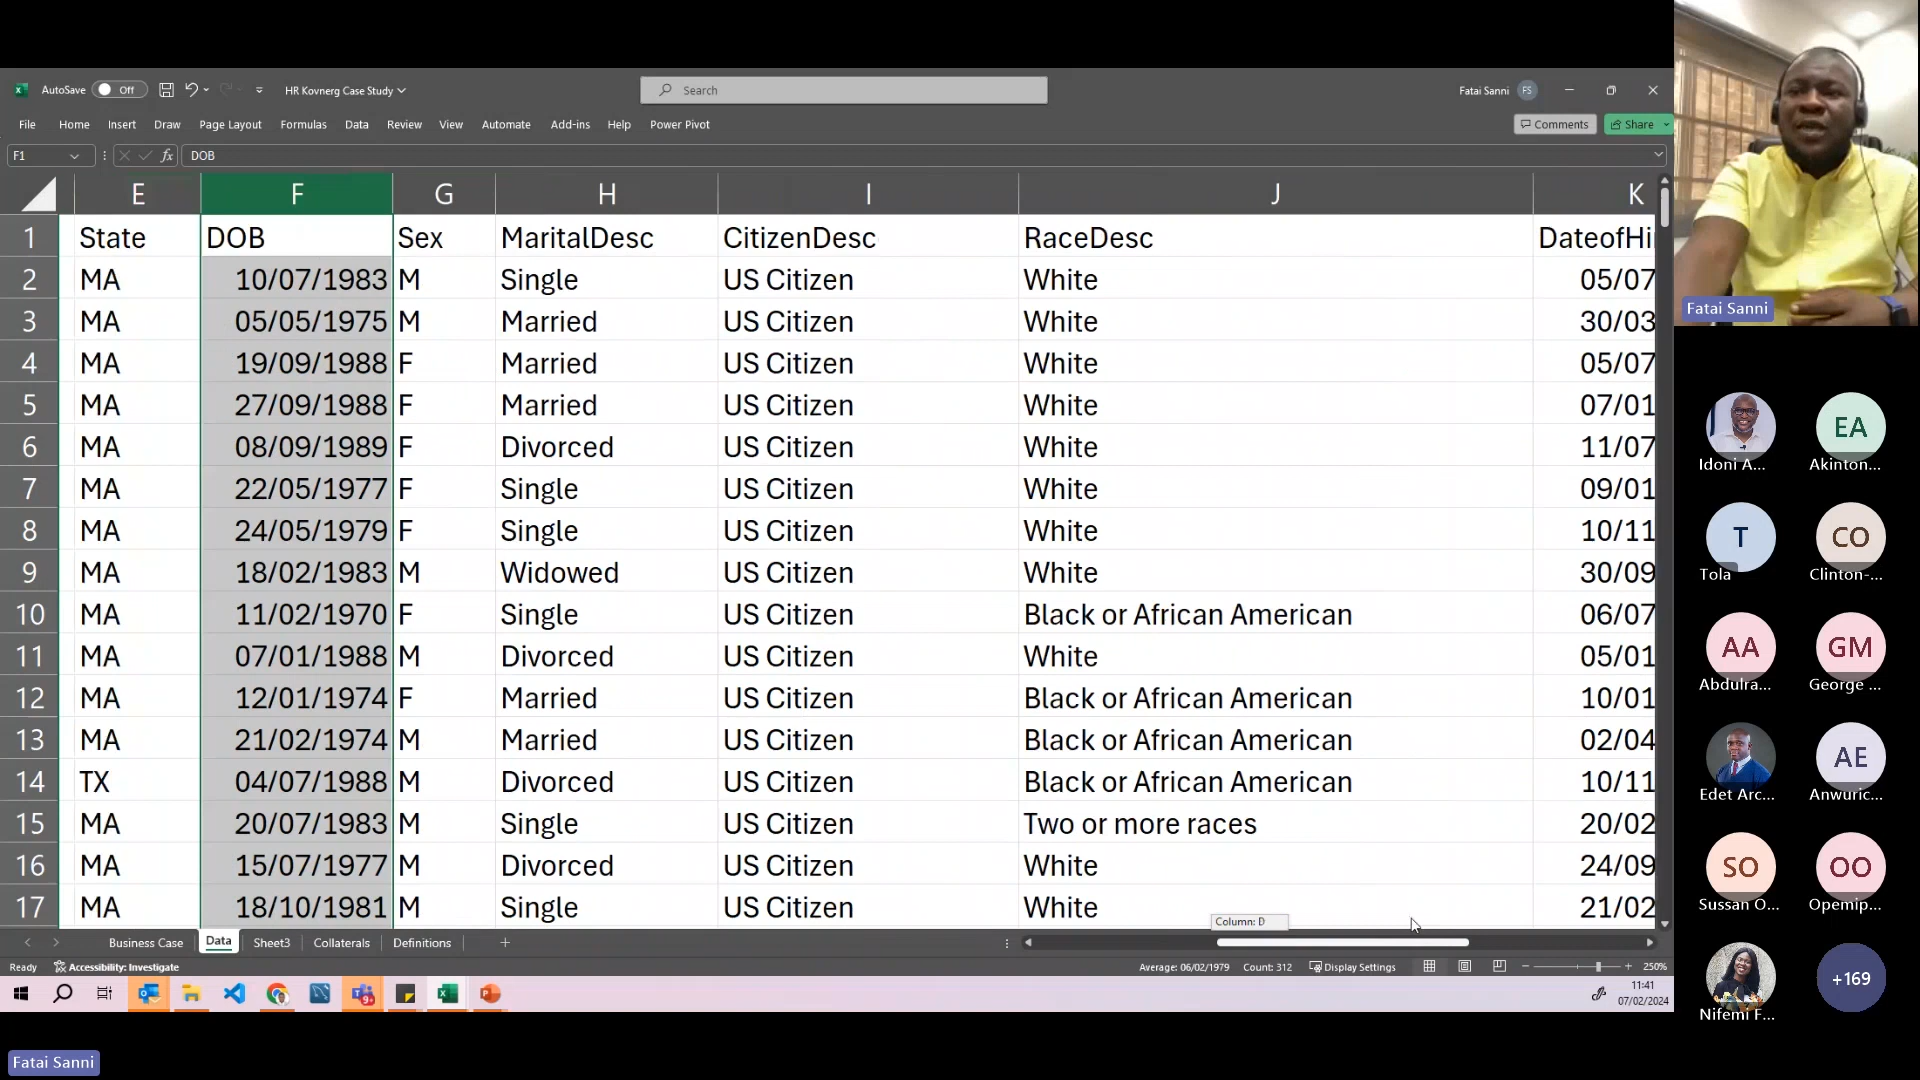 AutoSave Off HR Kovnerg Case Study Search Fatai Sanni FS
File Home Insert Draw Page Layout Formulas Data Review View Automate Add-ins Help Power Pivot Comments Share
F1 fx DOB
E F G H I J K
1 State DOB Sex MaritalDesc CitizenDesc RaceDesc DateofHi
2 MA 10/07/1983 M Single US Citizen White 05/07
3 MA 05/05/1975 M Married US Citizen White 30/03
4 MA 19/09/1988 F Married US Citizen White 05/07
5 MA 27/09/1988 F Married US Citizen White 07/01
6 MA 08/09/1989 F Divorced US Citizen White 11/07
7 MA 22/05/1977 F Single US Citizen White 09/01
8 MA 24/05/1979 F Single US Citizen White 10/11
9 MA 18/02/1983 M Widowed US Citizen White 30/09
10 MA 11/02/1970 F Single US Citizen Black or African American 06/07
11 MA 07/01/1988 M Divorced US Citizen White 05/01
12 MA 12/01/1974 F Married US Citizen Black or African American 10/01
13 MA 21/02/1974 M Married US Citizen Black or African American 02/04
14 TX 04/07/1988 M Divorced US Citizen Black or African American 10/11
15 MA 20/07/1983 M Single US Citizen Two or more races 20/02
16 MA 15/07/1977 M Divorced US Citizen White 24/09
17 MA 18/10/1981 M Single US Citizen White 21/02
Column: D
Business Case Data Sheet3 Collaterals Definitions
Ready Accessibility: Investigate Average: 06/02/1979 Count: 312 Display Settings 250%
11:41
07/02/2024
Fatai Sanni
Fatai Sanni
EA
Idoni A... Akinton...
T CO
Tola Clinton-...
AA GM
Abdulra... George ...
AE
Edet Arc... Anwuric...
SO OO
Sussan O... Opemip...
+169
Nifemi F...